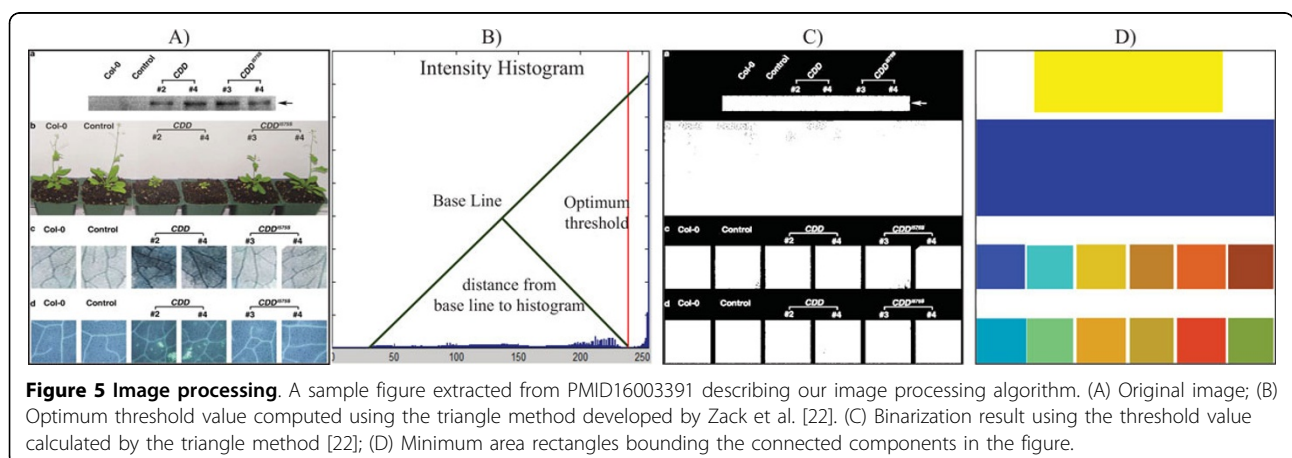 A)
B)
C)
D)
a
Col-0 Control CDD CDD^D75B
#2 #4 #3 #4
b Col-0 Control CDD
#2 #4 #3 #4
c Col-0 Control CDD
#2 #4 #3 #4
d Col-0 Control CDD
#2 #4 #3 #4
Intensity Histogram
Base Line
Optimum
threshold
distance from
base line to histogram
0 50 100 150 200 250
a
Col-0 Control CDD
#2 #4 #3 #4
c Col-0 Control CDD
#2 #4 #3 #4
d Col-0 Control CDD
#2 #4 #3 #4
Figure 5 Image processing. A sample figure extracted from PMID16003391 describing our image processing algorithm. (A) Original image; (B)
Optimum threshold value computed using the triangle method developed by Zack et al. [22]. (C) Binarization result using the threshold value
calculated by the triangle method [22]; (D) Minimum area rectangles bounding the connected components in the figure.